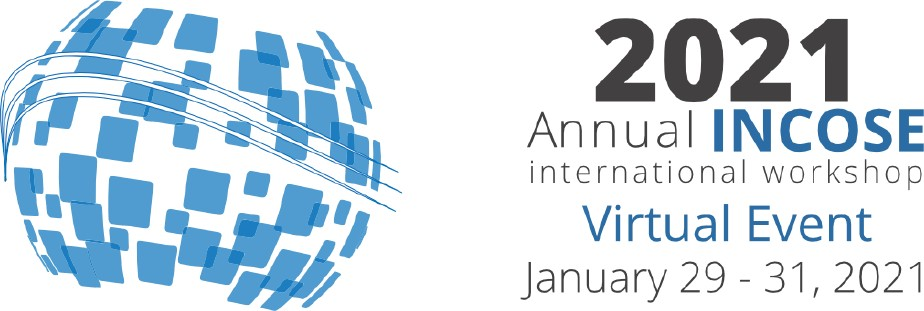 2021
Annual INCOSE
international workshop
Virtual Event
January 29 - 31, 2021